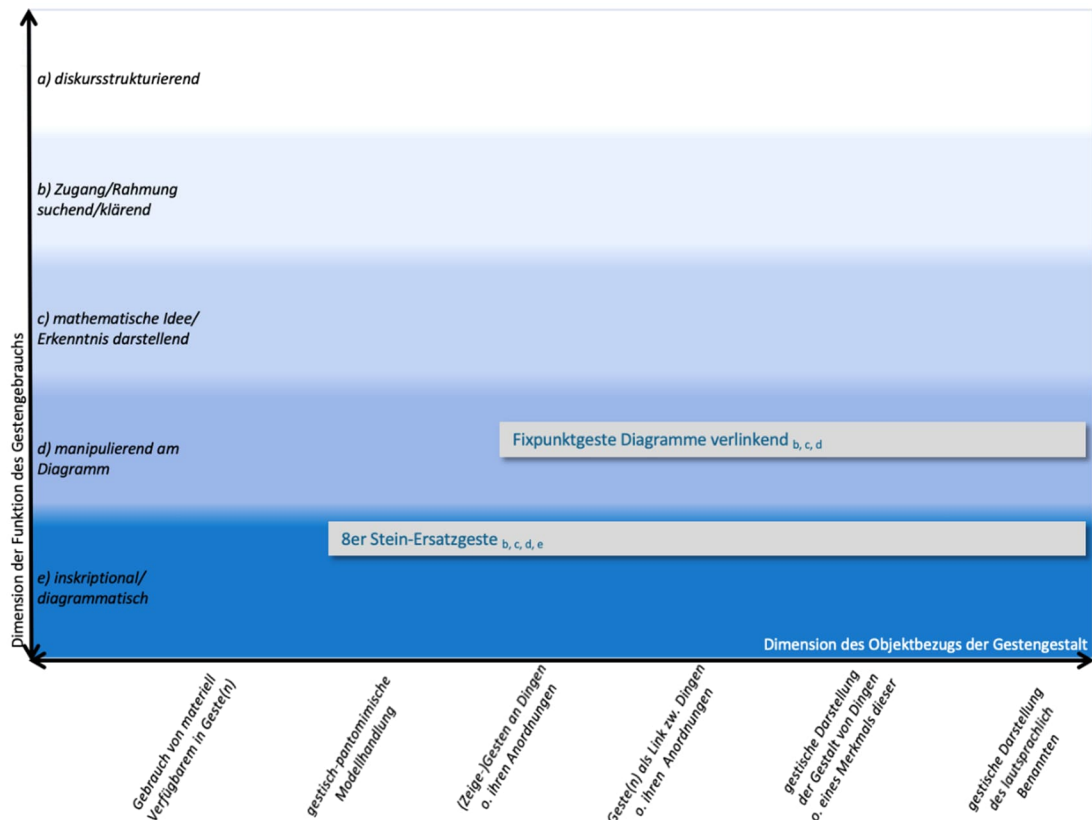 a) diskursstrukturierend
b) Zugang/Rahmung
suchend/klärend
c) mathematische Idee/
Erkenntnis darstellend
d) manipulierend am
Diagramm
e) inskriptional/
diagrammatisch
Dimension der Funktion des Gestengebrauchs
Fixpunktgeste Diagramme verlinkend b, c, d
8er Stein-Ersatzgeste b, c, d, e
Dimension des Objektbezugs der Gestengestalt
Gebrauch von materiell
Verfügbarem in Geste(n)
gestisch-pantomimische
Modellhandlung
(Zeige-)Gesten an Dingen
o. ihren Anordnungen
Geste(n) als Link zw. Dingen
o. ihren Anordnungen
gestische Darstellung
der Gestalt von Dingen
o. eines Merkmals dieser
gestische Darstellung
des lautsprachlich
Benannten